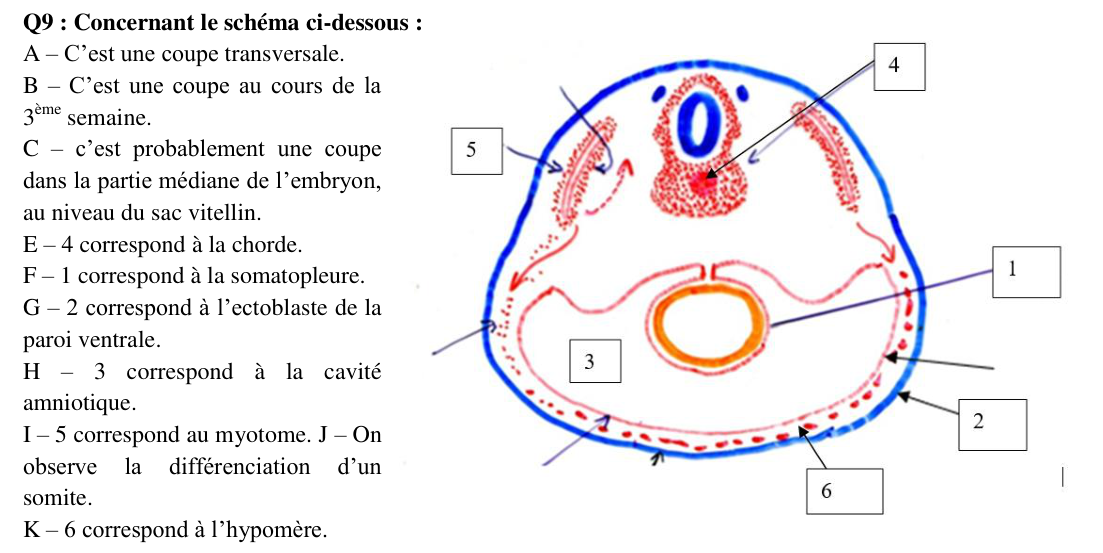 Q9 : Concernant le schéma ci-dessous :
A – C'est une coupe transversale.
B – C'est une coupe au cours de la
3ème semaine.
C – c'est probablement une coupe
dans la partie médiane de l'embryon,
au niveau du sac vitellin.
E – 4 correspond à la chorde.
F – 1 correspond à la somatopleure.
G – 2 correspond à l'ectoblaste de la
paroi ventrale.
H – 3 correspond à la cavité
amniotique.
I – 5 correspond au myotome. J – On
observe la différenciation d'un
somite.
K – 6 correspond à l'hypomère.
4
5
1
3
2
6